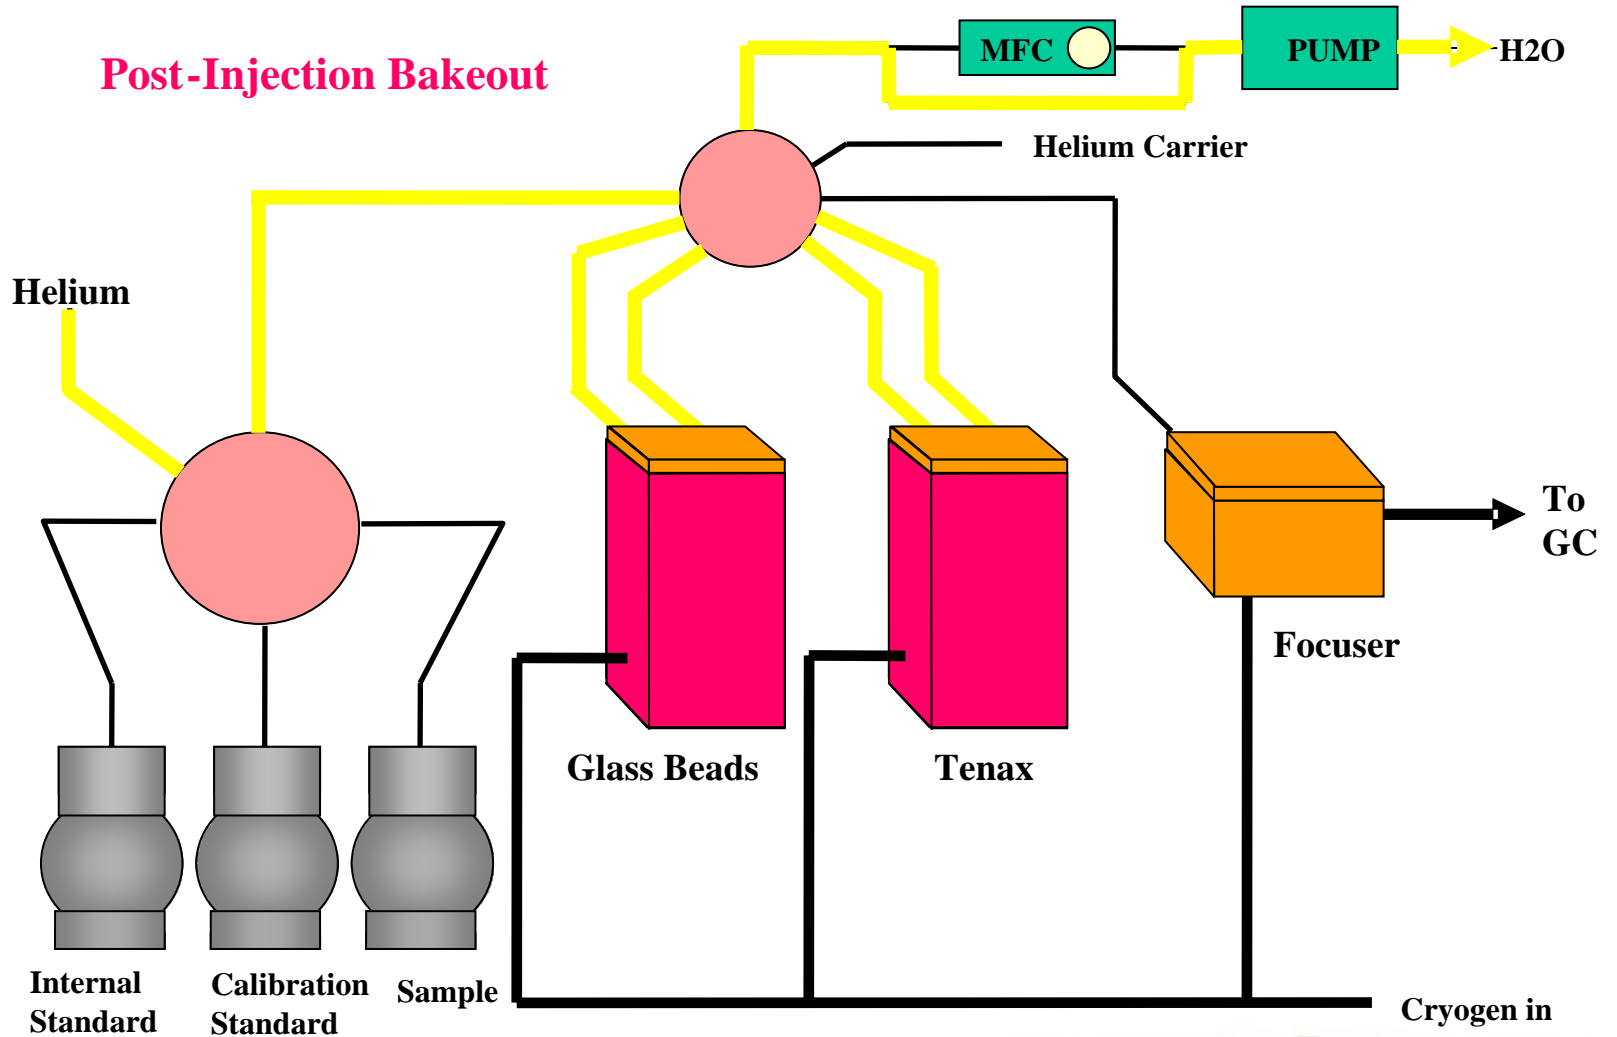 Post-Injection Bakeout
MFC
PUMP
H2O
Helium Carrier
Helium
To
GC
Focuser
Glass Beads
Tenax
Internal
Standard
Calibration
Standard
Sample
Cryogen in